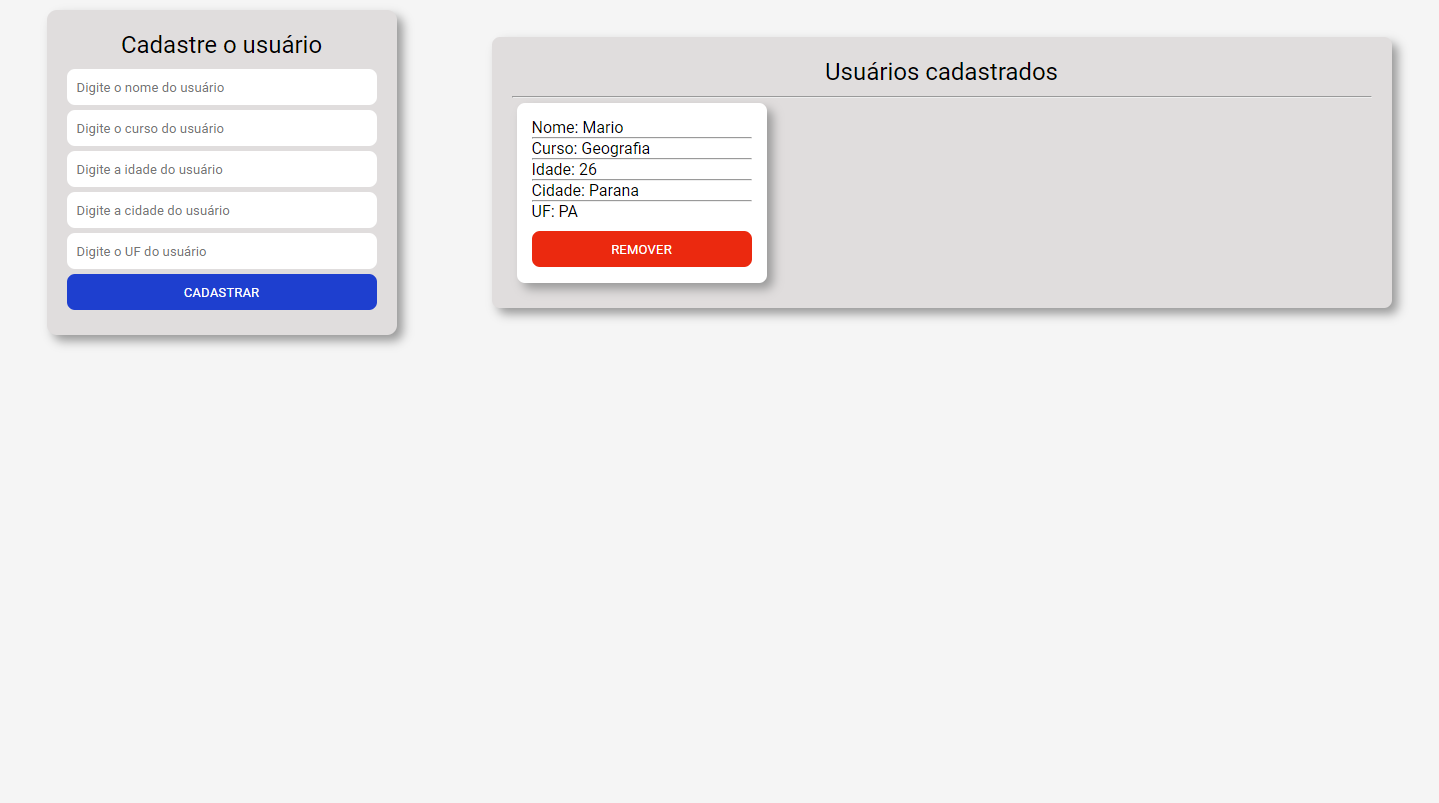 Cadastre o usuário
Digite o nome do usuário
Digite o curso do usuário
Digite a idade do usuário
Digite a cidade do usuário
Digite o UF do usuário
CADASTRAR
Usuários cadastrados
Nome: Mario
Curso: Geografia
Idade: 26
Cidade: Parana
UF: PA
REMOVER